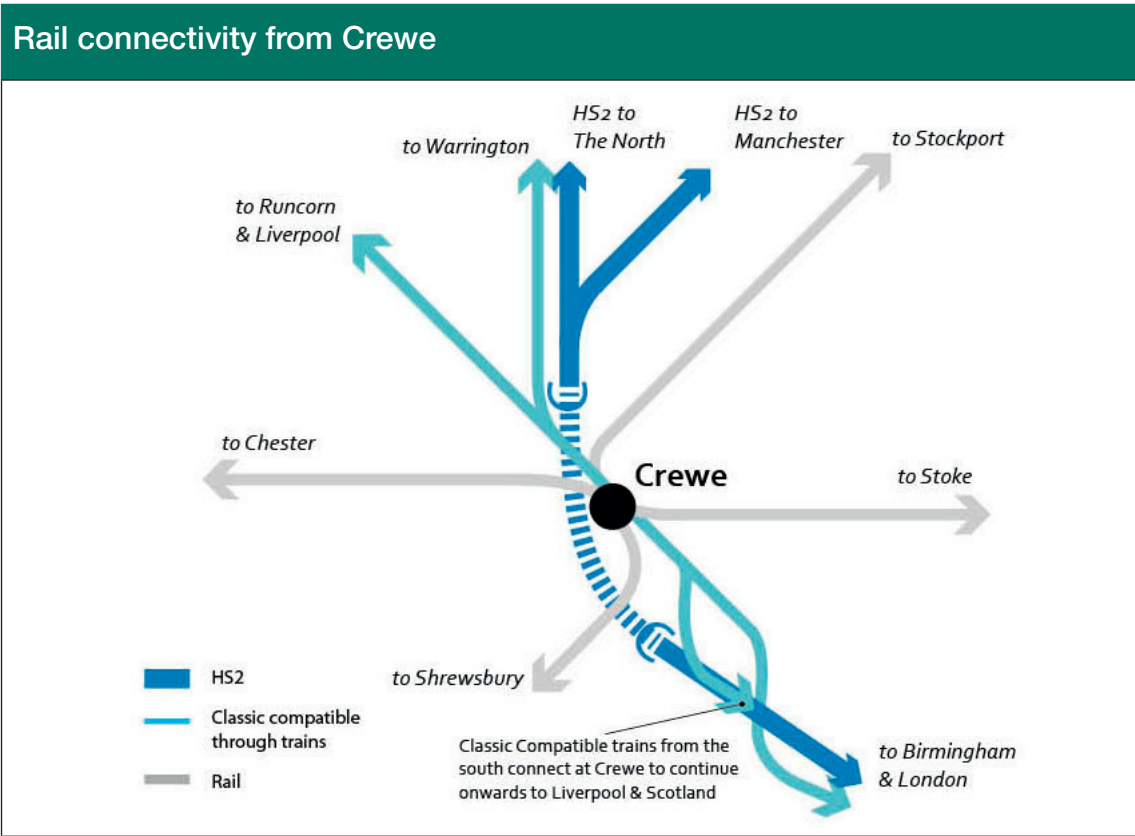 Rail connectivity from Crewe
HS2 to
The North
HS2 to
Manchester
to Stockport
to Warrington
to Runcorn
& Liverpool
to Chester
Crewe
to Stoke
to Shrewsbury
HS2
Classic compatible
through trains
Rail
Classic Compatible trains from the
south connect at Crewe to continue
onwards to Liverpool & Scotland
to Birmingham
& London